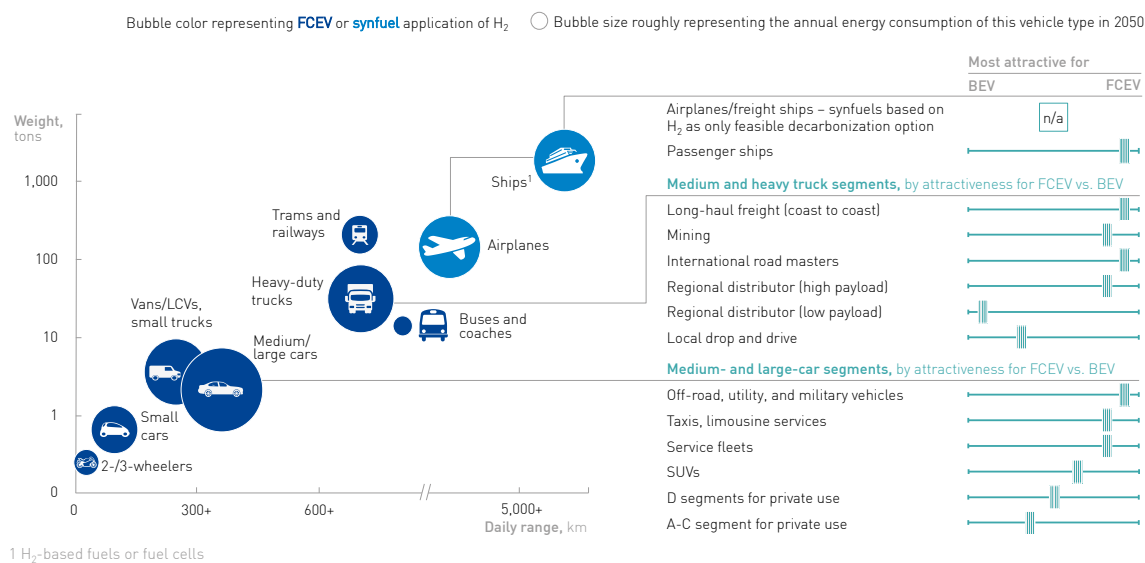 Bubble color representing FCEV or synfuel application of H₂
Bubble size roughly representing the annual energy consumption of this vehicle type in 2050
Most attractive for
BEV
FCEV
Weight,
tons
1,000
100
10
1
0
0
300+
600+
5,000+
Daily range, km
Ships¹
Airplanes
Trams and
railways
Heavy-duty
trucks
Buses and
coaches
Vans/LCVs,
small trucks
Medium/
large cars
Small
cars
2-/3-wheelers
Airplanes/freight ships – synfuels based on
H₂ as only feasible decarbonization option
n/a
Passenger ships
Medium and heavy truck segments, by attractiveness for FCEV vs. BEV
Long-haul freight (coast to coast)
Mining
International road masters
Regional distributor (high payload)
Regional distributor (low payload)
Local drop and drive
Medium- and large-car segments, by attractiveness for FCEV vs. BEV
Off-road, utility, and military vehicles
Taxis, limousine services
Service fleets
SUVs
D segments for private use
A-C segment for private use
1 H₂-based fuels or fuel cells